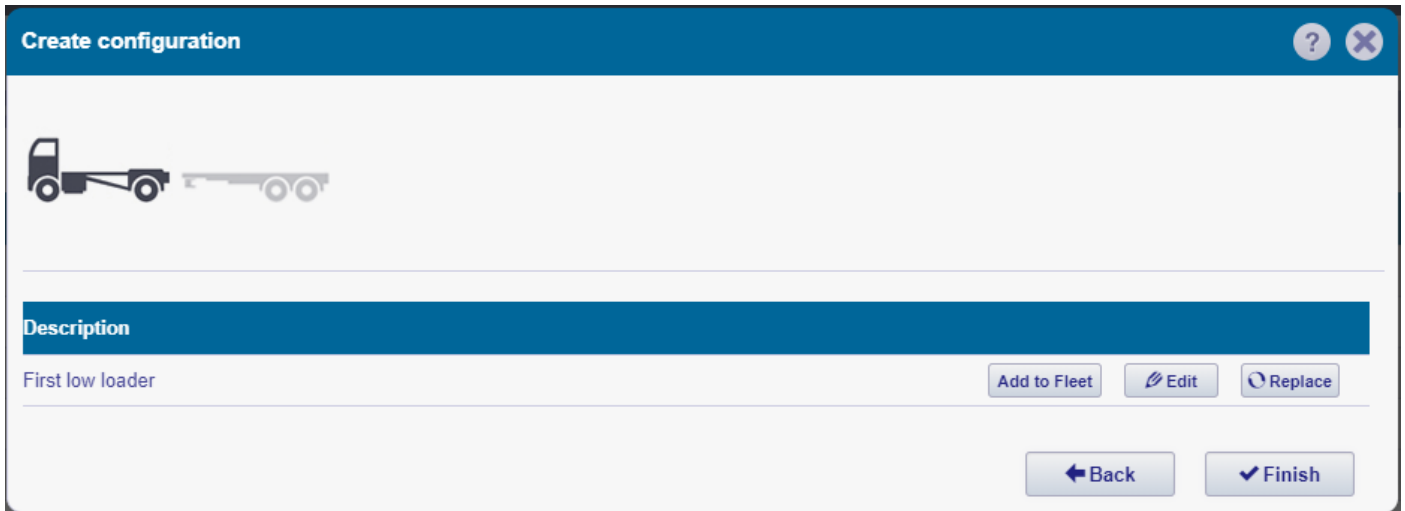 Create configuration ?
Description
First low loader Add to Fleet Edit Replace
Back Finish